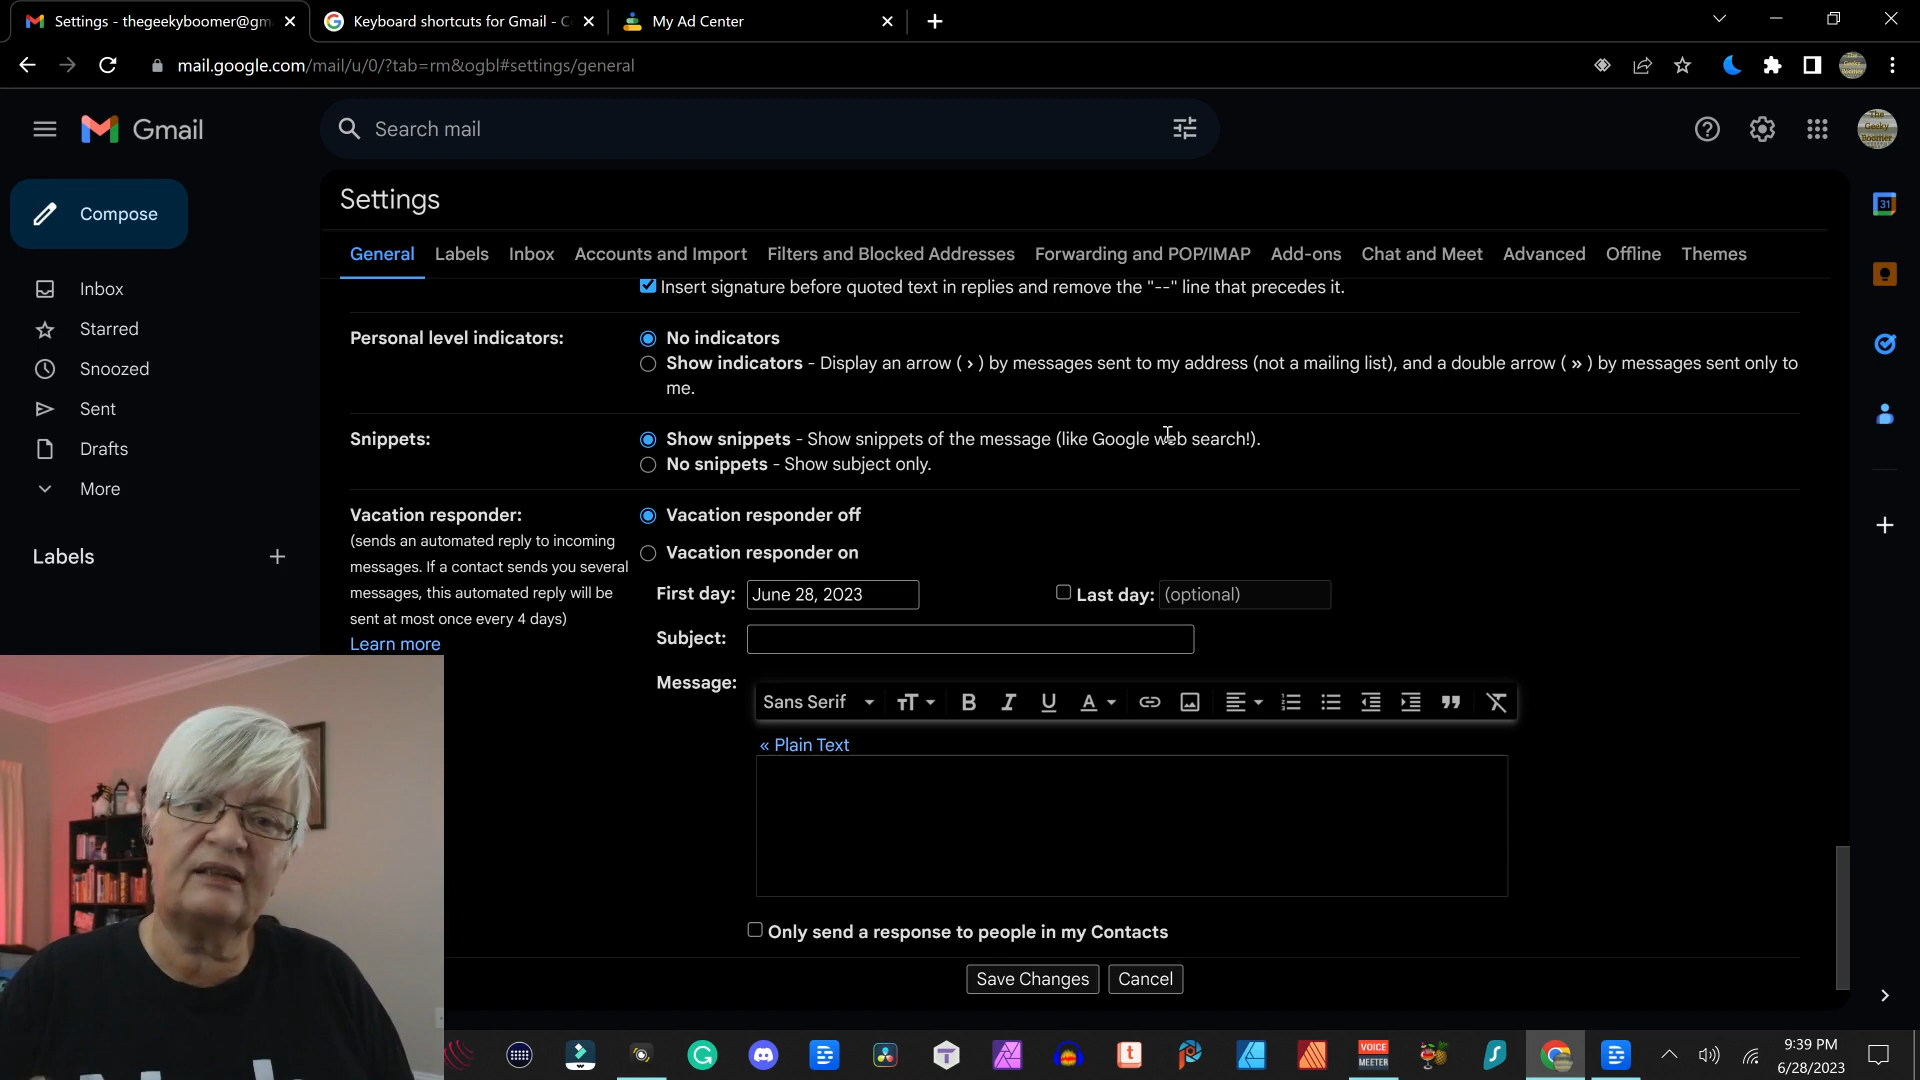 Settings - thegeekyboomer@gm
Keyboard shortcuts for Gmail - C
My Ad Center
mail.google.com/mail/u/0/?tab=rm&ogbl#settings/general
Gmail
Search mail
Compose
Inbox
Starred
Snoozed
Sent
Drafts
More
Labels
Settings
General Labels Inbox Accounts and Import Filters and Blocked Addresses Forwarding and POP/IMAP Add-ons Chat and Meet Advanced Offline Themes
Insert signature before quoted text in replies and remove the "--" line that precedes it.
Personal level indicators:
No indicators
Show indicators - Display an arrow ( › ) by messages sent to my address (not a mailing list), and a double arrow ( » ) by messages sent only to
me.
Snippets:
Show snippets - Show snippets of the message (like Google web search!).
No snippets - Show subject only.
Vacation responder:
(sends an automated reply to incoming
messages. If a contact sends you several
messages, this automated reply will be
sent at most once every 4 days)
Learn more
Vacation responder off
Vacation responder on
First day: June 28, 2023 Last day: (optional)
Subject:
Message:
Sans Serif
« Plain Text
Only send a response to people in my Contacts
Save Changes Cancel
31
The
Geeky
Boomer
VOICE
MEETER
9:39 PM
6/28/2023